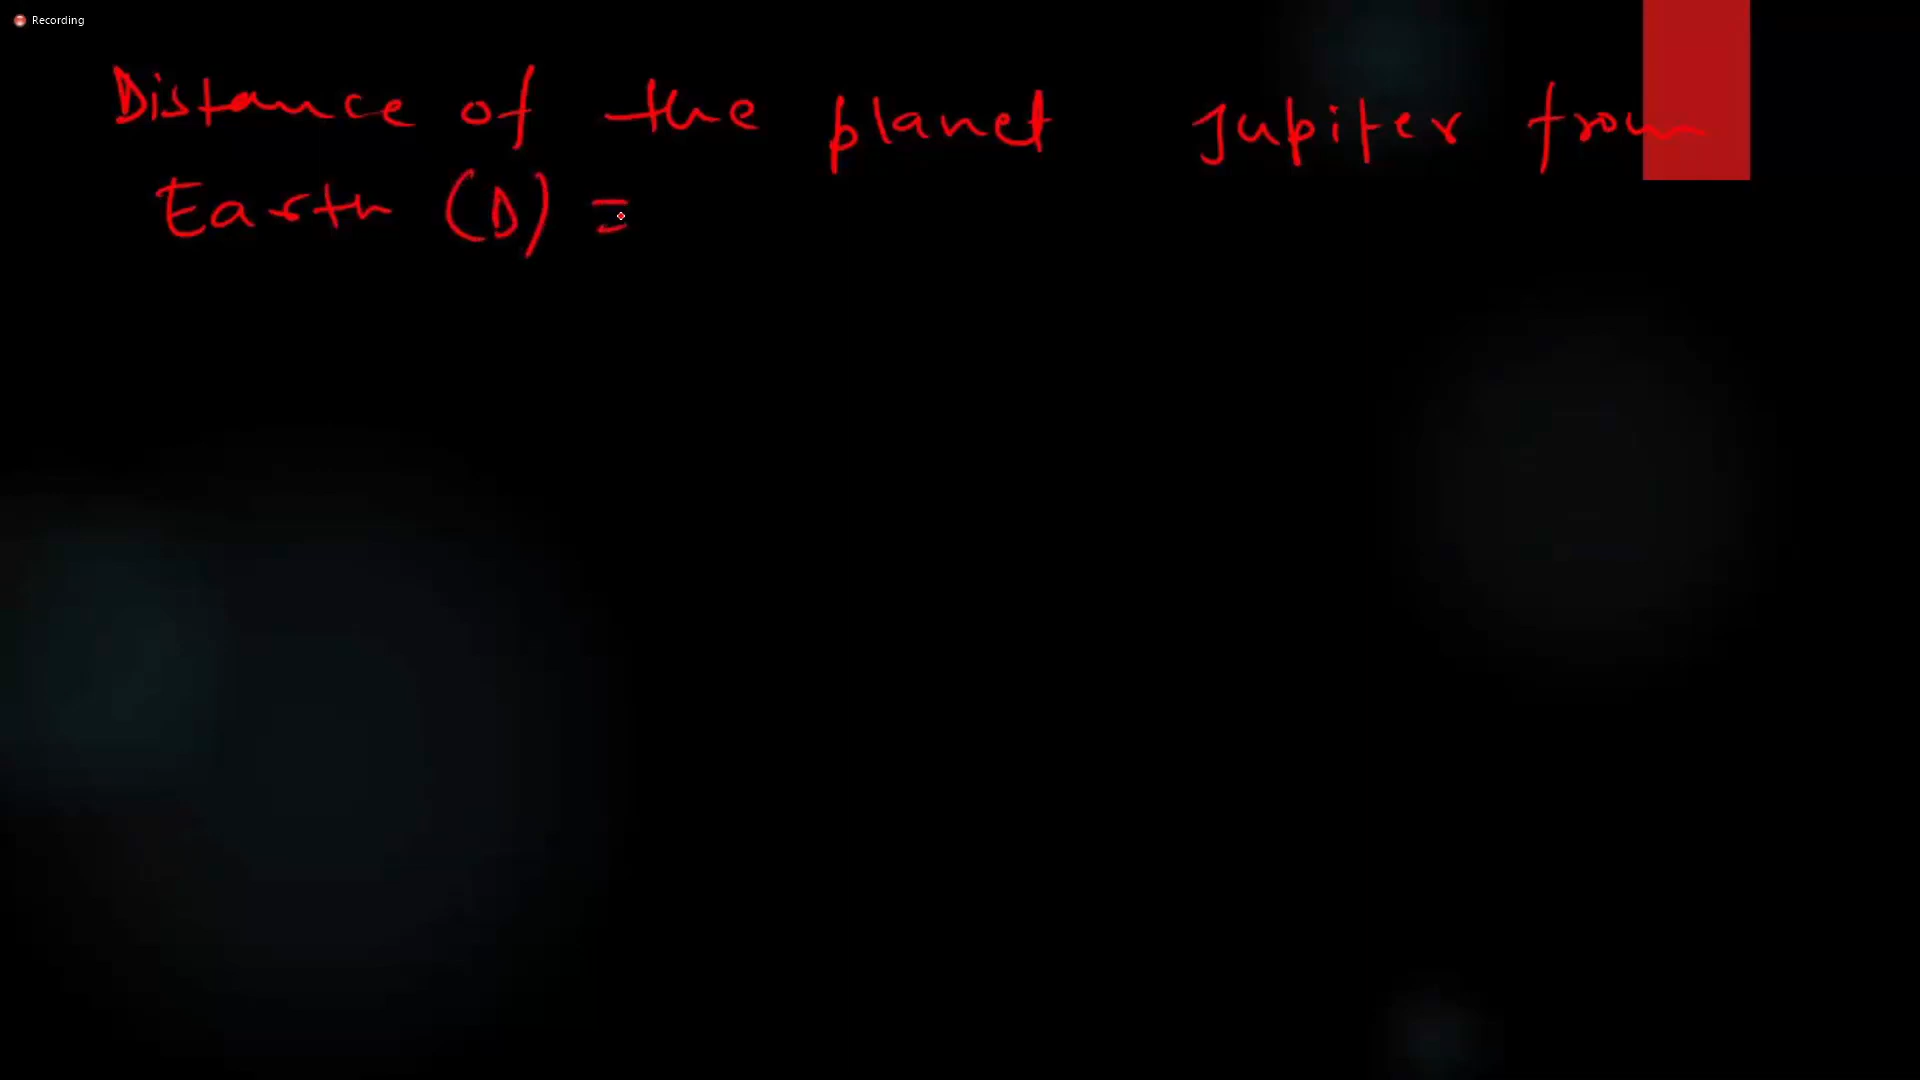 Recording
Distance of the planet Jupiter from
Earth (D) =